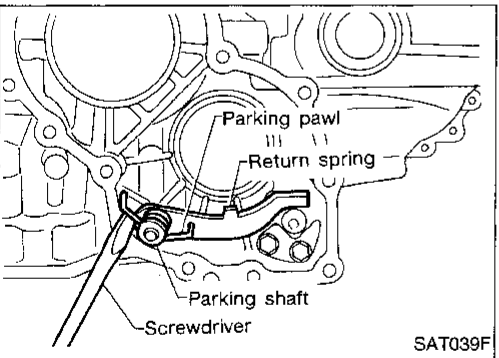 Parking pawl
Return spring
Parking shaft
Screwdriver
SAT039F